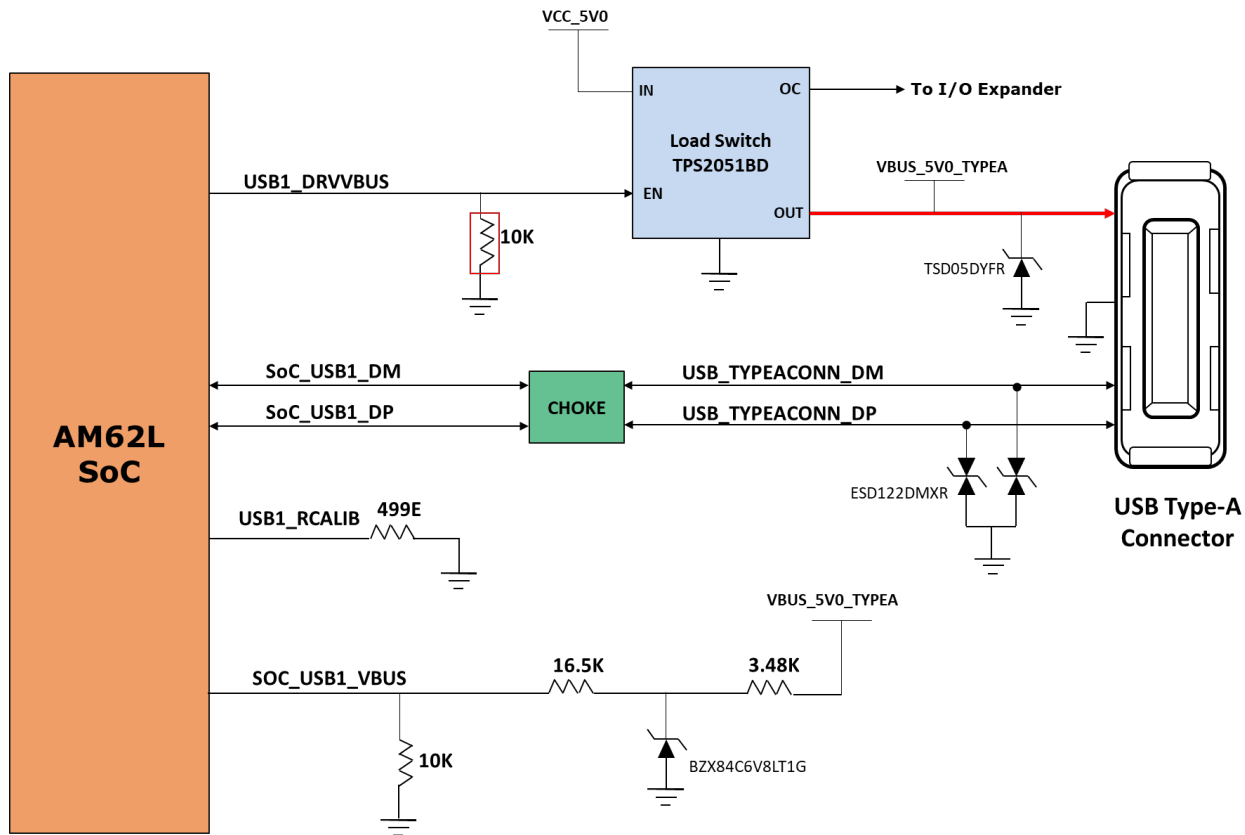 VCC_5V0
IN
OC
To I/O Expander
Load Switch
TPS2051BD
VBUS_5V0_TYPEA
USB1_DRVVBUS
EN
OUT
10K
TSD05DYFR
SoC_USB1_DM
USB_TYPEACONN_DM
CHOKE
SoC_USB1_DP
USB_TYPEACONN_DP
AM62L
SoC
ESD122DMXR
USB Type-A
Connector
499E
USB1_RCALIB
VBUS_5V0_TYPEA
16.5K
3.48K
SOC_USB1_VBUS
10K
BZX84C6V8LT1G